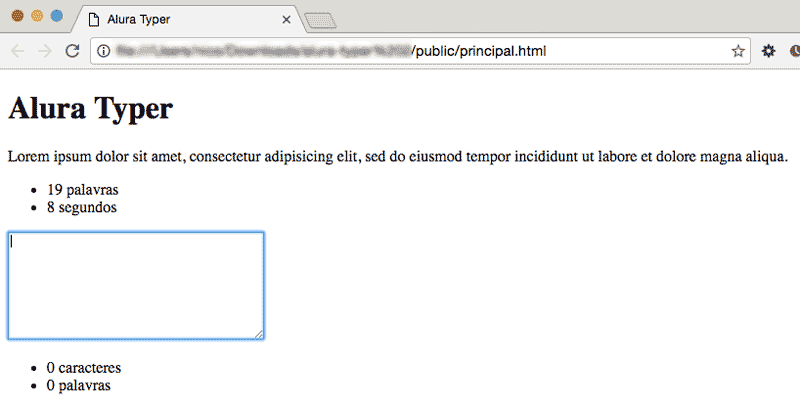 Alura Typer
/public/principal.html
Alura Typer
Lorem ipsum dolor sit amet, consectetur adipisicing elit, sed do eiusmod tempor incididunt ut labore et dolore magna aliqua.
19 palavras
8 segundos
0 caracteres
0 palavras